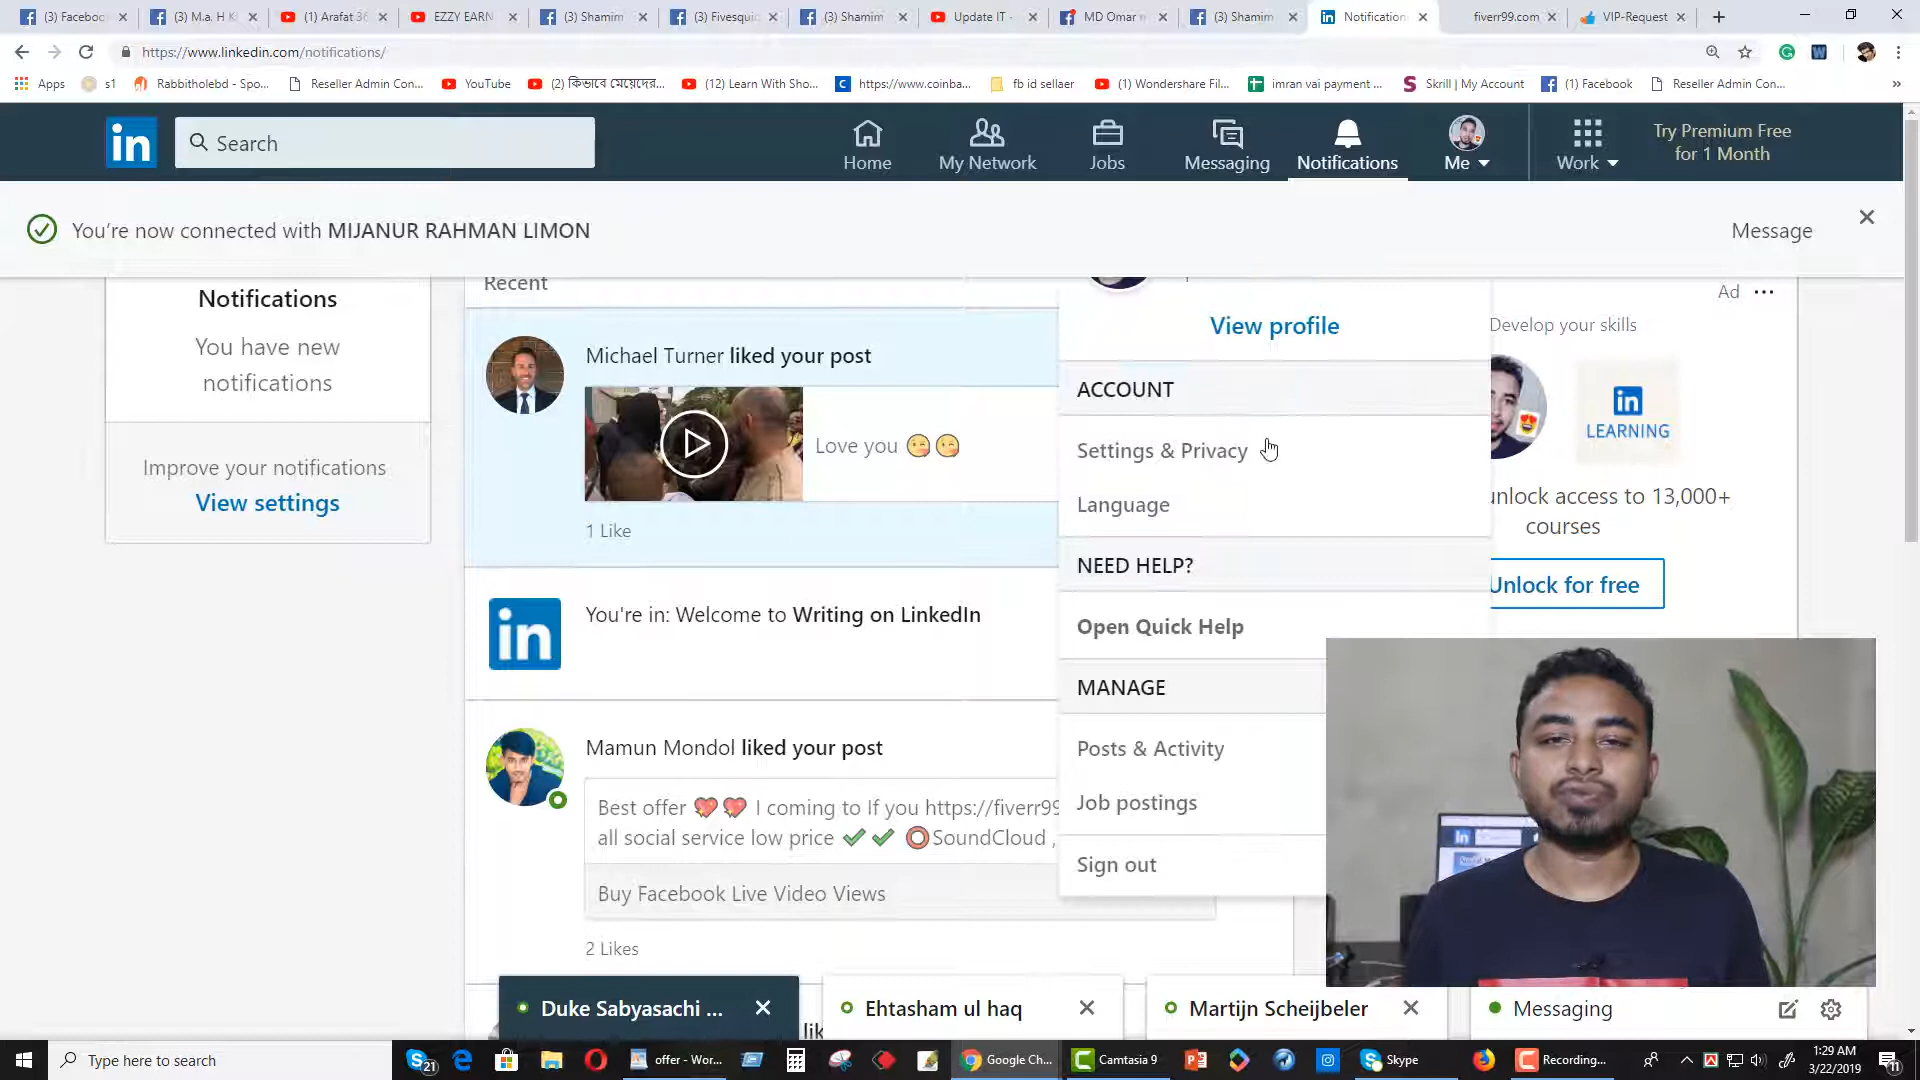 (3) Faceboo
(3) M.a. H K
(1) Arafat 36
EZZY EARN
(3) Shamim
(3) Fivesqui
(3) Shamim
Update IT -
MD Omar
(3) Shamim
Notification
fiverr99.com
VIP-Request
https://www.linkedin.com/notifications/
Apps
s1
Rabbitholebd - Spo...
Reseller Admin Con...
YouTube
(2) কিভাবে মেয়েদের...
(12) Learn With Sho...
https://www.coinba...
fb id sellaer
(1) Wondershare Fil...
imran vai payment ...
Skrill | My Account
(1) Facebook
Reseller Admin Con...
in
Search
Home
My Network
Jobs
Messaging
Notifications
Me
Work
Try Premium Free
for 1 Month
You're now connected with MIJANUR RAHMAN LIMON
Message
Notifications
You have new
notifications
Improve your notifications
View settings
Recent
Michael Turner liked your post
Love you 😘 😘
1 Like
in
You're in: Welcome to Writing on LinkedIn
Mamun Mondol liked your post
Best offer 💖 💖 I coming to If you https://fiverr99
all social service low price ✔ ✔ ⭕SoundCloud ,
Buy Facebook Live Video Views
2 Likes
View profile
ACCOUNT
Settings & Privacy
Language
NEED HELP?
Open Quick Help
MANAGE
Posts & Activity
Job postings
Sign out
Ad
Develop your skills
in
LEARNING
unlock access to 13,000+
courses
Unlock for free
Duke Sabyasachi ...
Ehtasham ul haq
Martijn Scheijbeler
Messaging
Type here to search
21
offer - Wor...
Google Ch...
Camtasia 9
Skype
Recording...
1:29 AM
3/22/2019
11